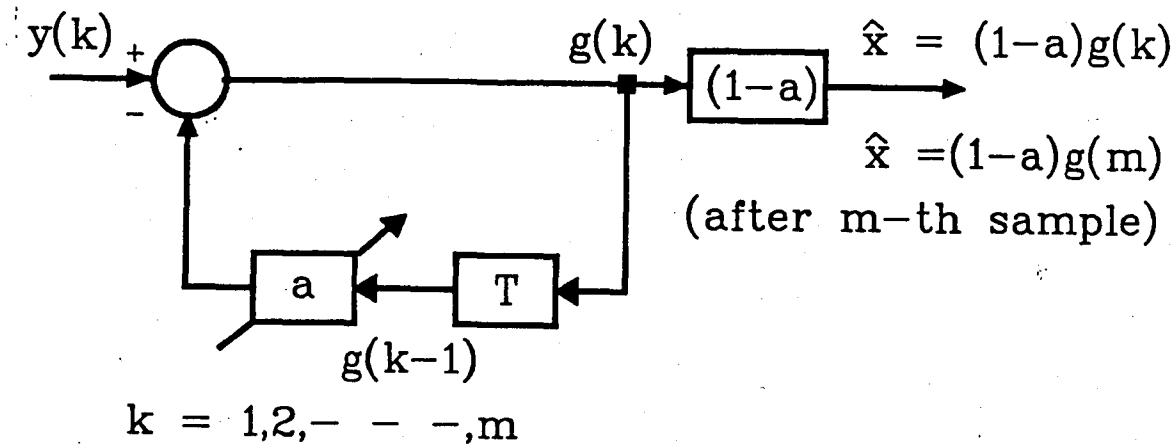 y(k)
+
-
g(k)
(1-a)
x̂ = (1-a)g(k)
x̂ =(1-a)g(m)
(after m-th sample)
a
T
g(k-1)
k = 1,2,- - -,m